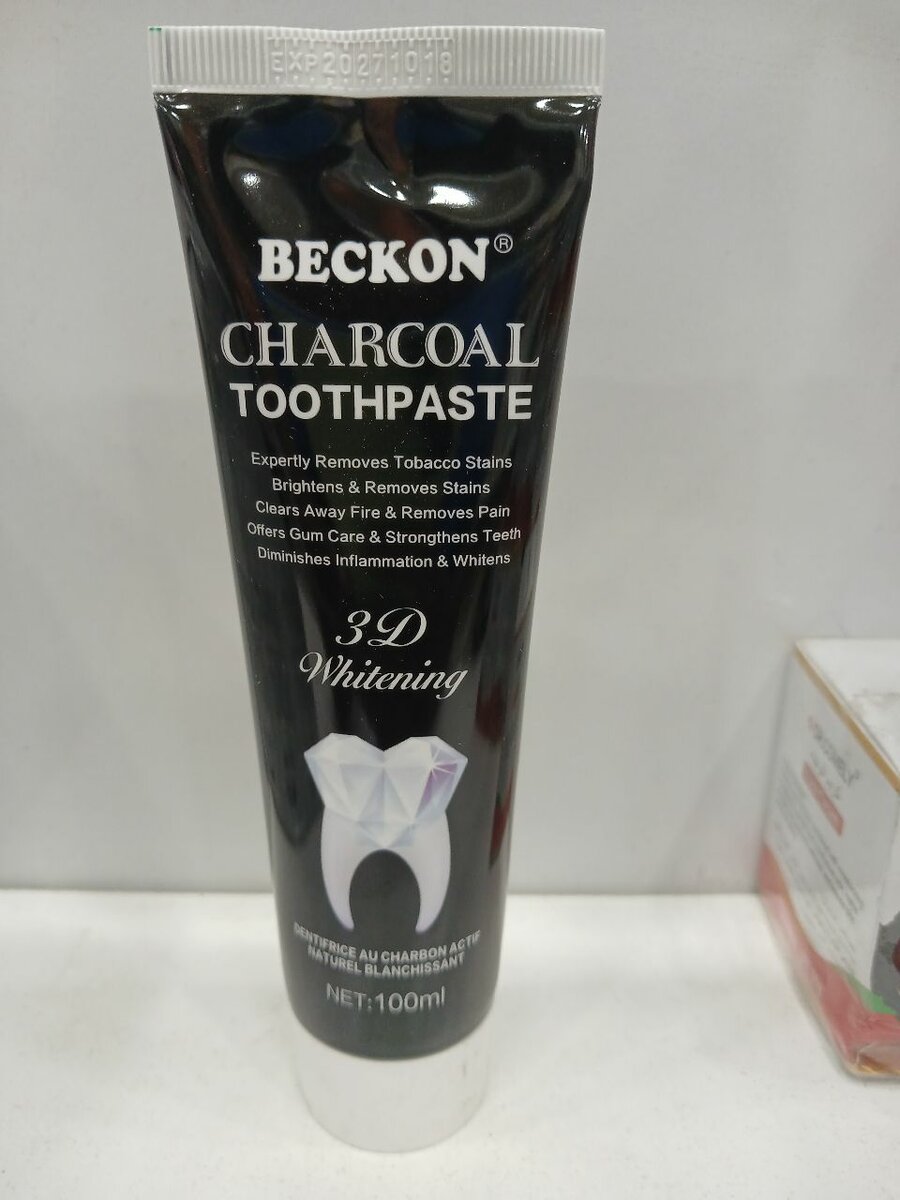 EXP20271018
BECKON®
CHARCOAL
TOOTHPASTE
Expertly Removes Tobacco Stains
Brightens & Removes Stains
Clears Away Fire & Removes Pain
Offers Gum Care & Strengthens Teeth
Diminishes Inflammation & Whitens
3D
Whitening
DENTIFRICE AU CHARBON ACTIF
NATUREL BLANCHISSANT
NET:100ml